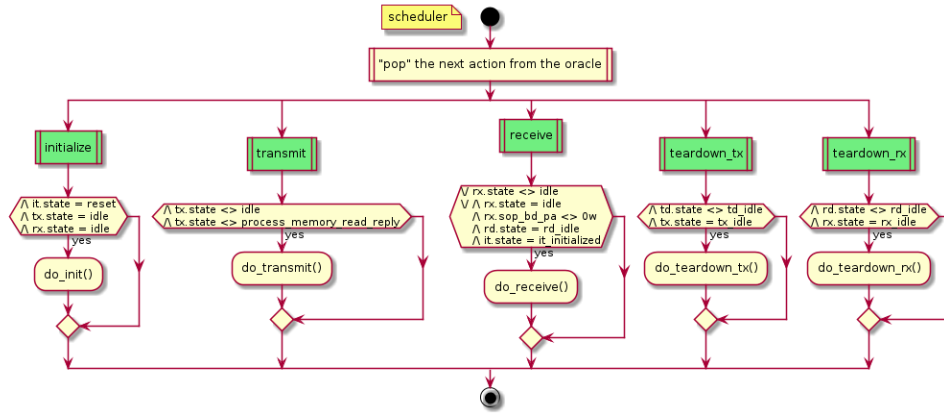 scheduler
"pop" the next action from the oracle
initialize
/\ it.state = reset
/\ tx.state = idle
/\ rx.state = idle
yes
do_init()
transmit
/\ tx.state <> idle
/\ tx.state <> process_memory_read_reply
yes
do_transmit()
receive
\/ rx.state <> idle
\/ /\ rx.state = idle
/\ rx.sop_bd_pa <> 0w
/\ rd.state = rd_idle
/\ it.state = it_initialized
yes
do_receive()
teardown_tx
/\ td.state <> td_idle
/\ tx.state = tx_idle
yes
do_teardown_tx()
teardown_rx
/\ rd.state <> rd_idle
/\ rx.state = rx_idle
yes
do_teardown_rx()